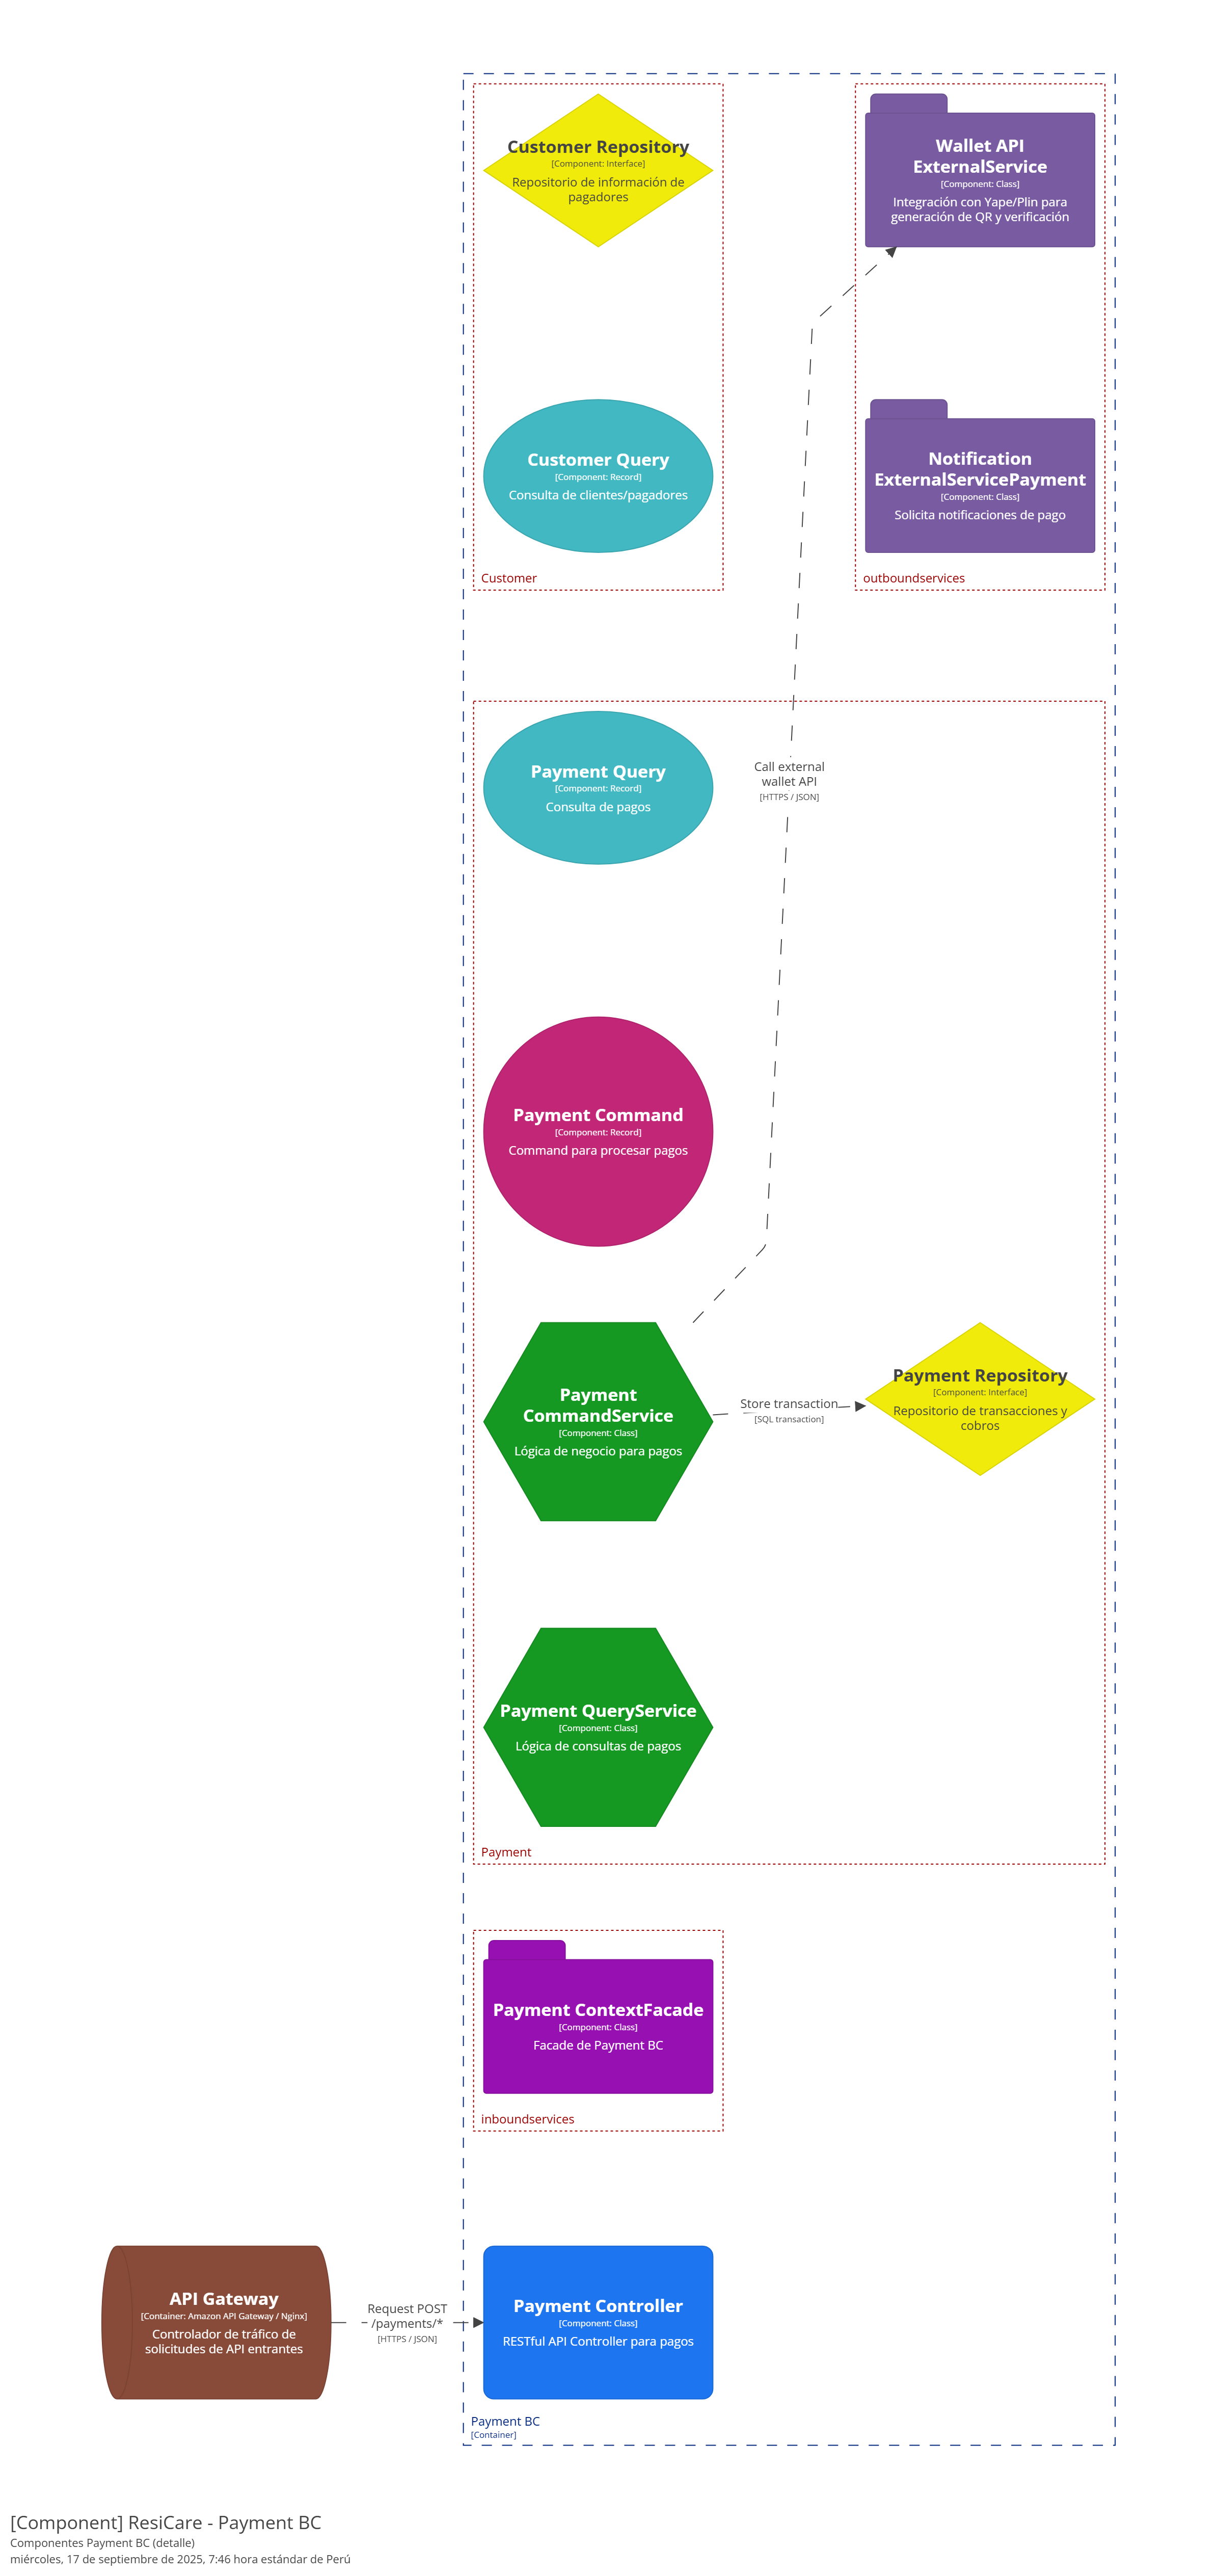 Customer Repository
[Component: Interface]
Repositorio de información de
pagadores
Wallet API
ExternalService
[Component: Class]
Integración con Yape/Plin para
generación de QR y verificación
Customer Query
[Component: Record]
Consulta de clientes/pagadores
Notification
ExternalServicePayment
[Component: Class]
Solicita notificaciones de pago
Customer
outboundservices
Payment Query
[Component: Record]
Consulta de pagos
Call external
wallet API
[HTTPS / JSON]
Payment Command
[Component: Record]
Command para procesar pagos
Payment
CommandService
[Component: Class]
Lógica de negocio para pagos
Store transaction
[SQL transaction]
Payment Repository
[Component: Interface]
Repositorio de transacciones y
cobros
Payment QueryService
[Component: Class]
Lógica de consultas de pagos
Payment
Payment ContextFacade
[Component: Class]
Facade de Payment BC
inboundservices
API Gateway
[Container: Amazon API Gateway / Nginx]
Controlador de tráfico de
solicitudes de API entrantes
Request POST
/payments/*
[HTTPS / JSON]
Payment Controller
[Component: Class]
RESTful API Controller para pagos
Payment BC
[Container]
[Component] ResiCare - Payment BC
Componentes Payment BC (detalle)
miércoles, 17 de septiembre de 2025, 7:46 hora estándar de Perú